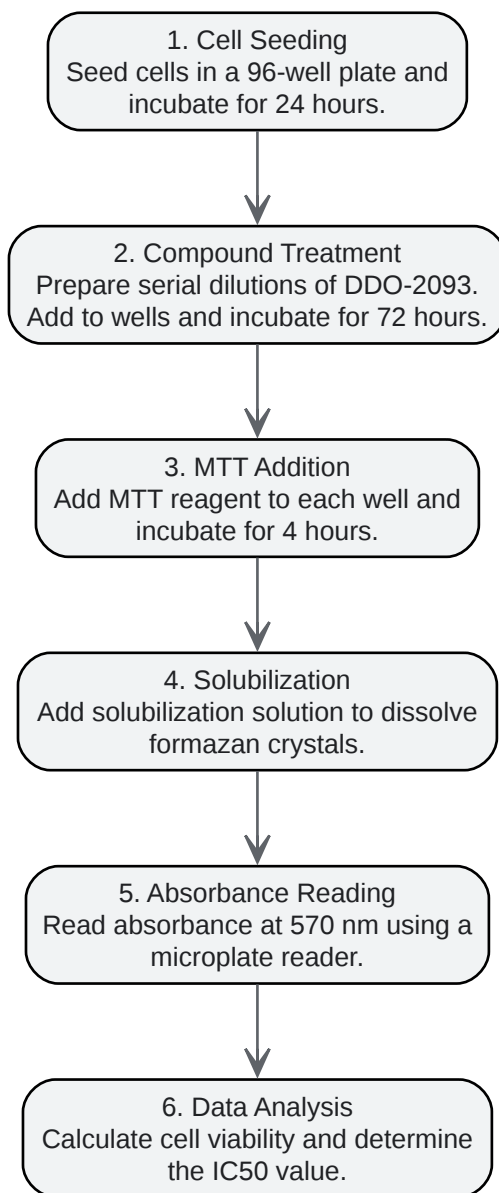 1. Cell Seeding
Seed cells in a 96-well plate and
incubate for 24 hours.
2. Compound Treatment
Prepare serial dilutions of DDO-2093.
Add to wells and incubate for 72 hours.
3. MTT Addition
Add MTT reagent to each well and
incubate for 4 hours.
4. Solubilization
Add solubilization solution to dissolve
formazan crystals.
5. Absorbance Reading
Read absorbance at 570 nm using a
microplate reader.
6. Data Analysis
Calculate cell viability and determine
the IC50 value.